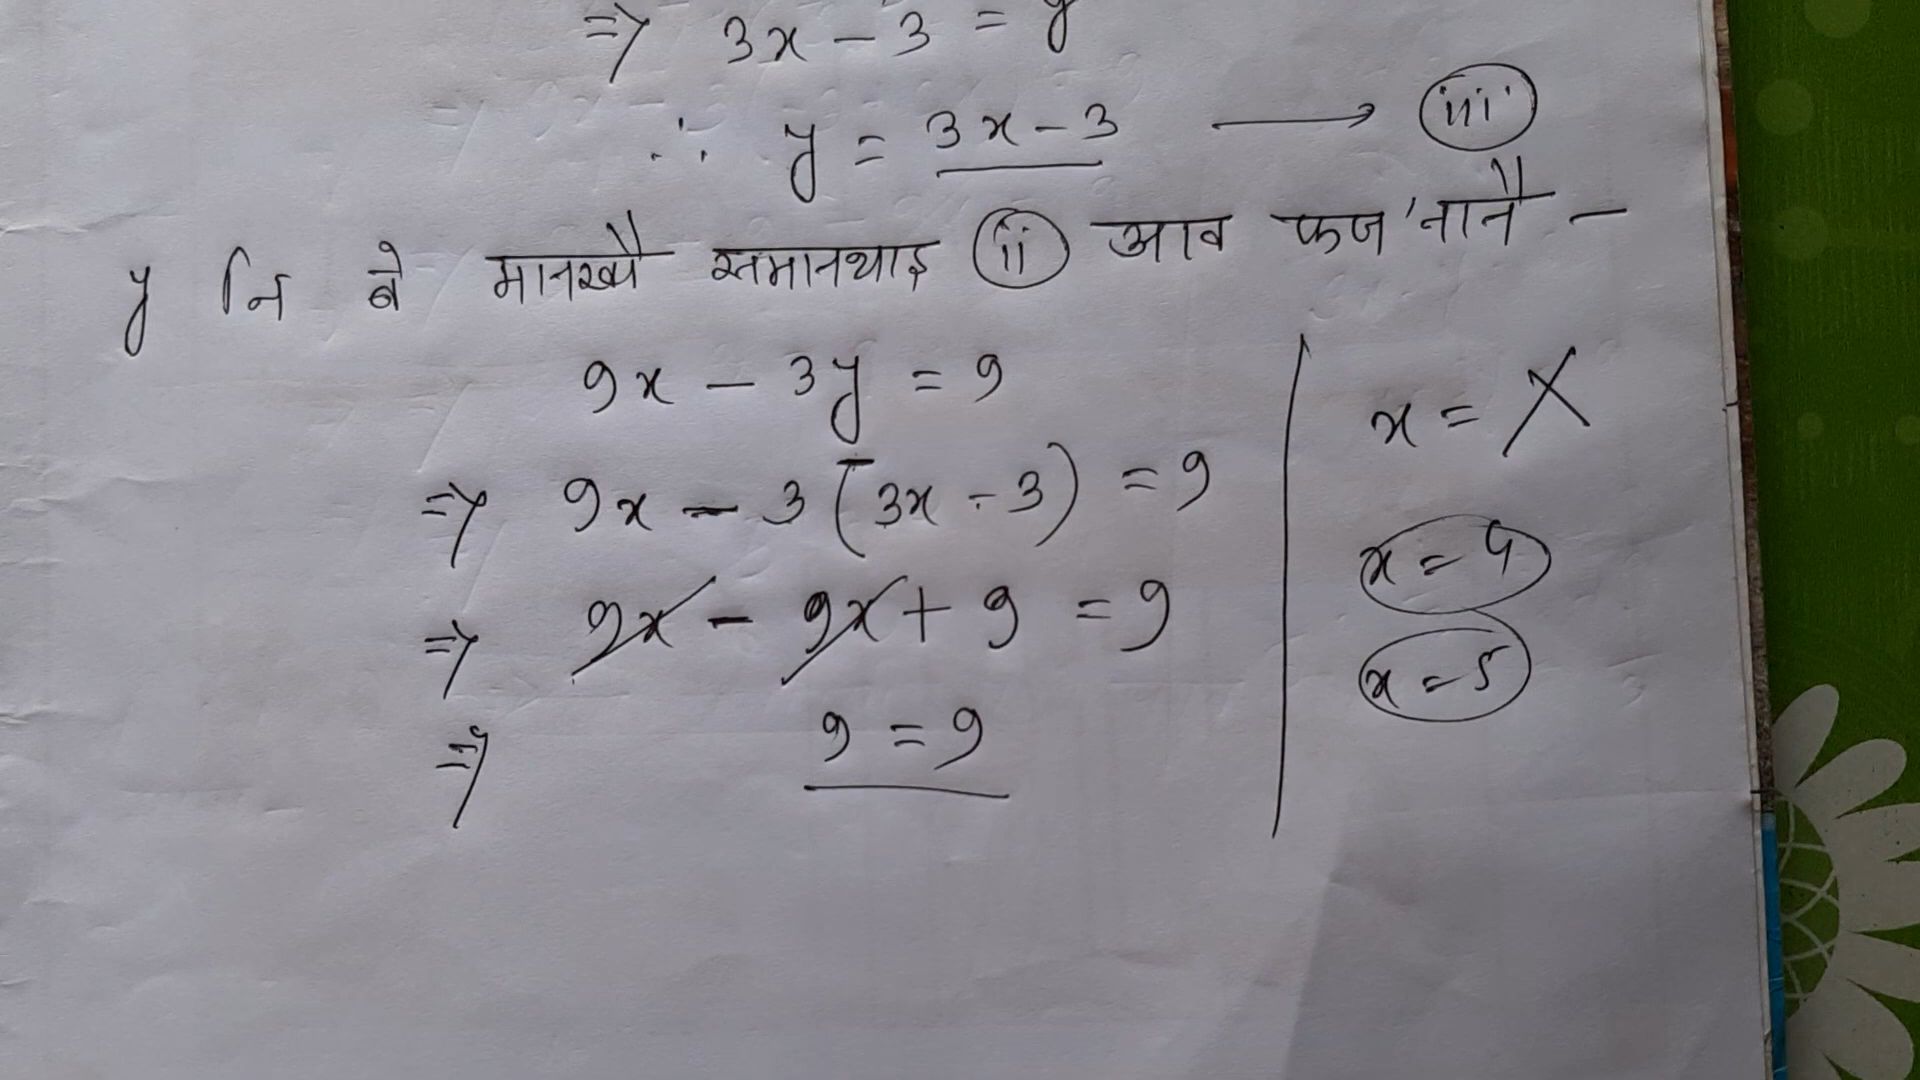 ⇒ 3x - 3 = y
∴ y = 3x - 3 → (iii)
y नि बे मानखौ समानथाइ (ii) आव फज'नानै -
9x - 3y = 9
⇒ 9x - 3(3x - 3) = 9
⇒ 9x - 9x + 9 = 9
⇒ 9 = 9
x =
x = 4
x = 5